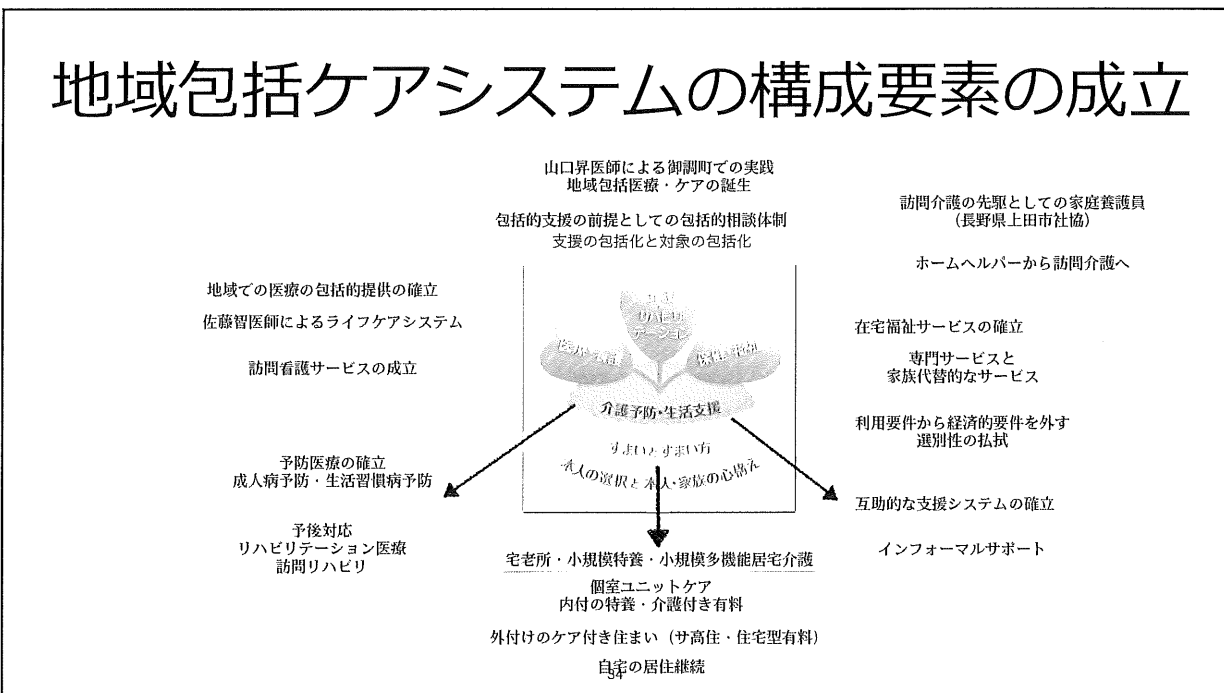 地域包括ケアシステムの構成要素の成立
山口昇医師による御調町での実践
地域包括医療・ケアの誕生
包括的支援の前提としての包括的相談体制
支援の包括化と対象の包括化
訪問介護の先駆としての家庭養護員
（長野県上田市社協）
ホームヘルパーから訪問介護へ
地域での医療の包括的提供の確立
佐藤智医師によるライフケアシステム
訪問看護サービスの成立
リハビリ
テーション
介護予防・生活支援
すまいとすまい方
本人の選択と本人・家族の心構え
在宅福祉サービスの確立
専門サービスと
家族代替的なサービス
利用要件から経済的要件を外す
選別性の払拭
予防医療の確立
成人病予防・生活習慣病予防
互助的な支援システムの確立
予後対応
リハビリテーション医療
訪問リハビリ
インフォーマルサポート
宅老所・小規模特養・小規模多機能居宅介護
個室ユニットケア
内付の特養・介護付き有料
外付けのケア付き住まい（サ高住・住宅型有料）
自宅の居住継続
34